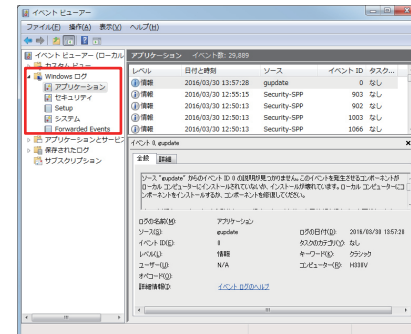 イベント ビューアー
ファイル(F) 操作(A) 表示(V) ヘルプ(H)
イベント ビューアー (ローカル
カスタム ビュー
Windows ログ
アプリケーション
セキュリティ
Setup
システム
Forwarded Events
アプリケーションとサービス
保存されたログ
サブスクリプション
アプリケーション イベント数: 29,889
レベル 日付と時刻 ソース イベント ID タスク...
情報 2016/03/30 13:57:28 gupdate 0 なし
情報 2016/03/30 12:55:15 Security-SPP 903 なし
情報 2016/03/30 12:50:13 Security-SPP 902 なし
情報 2016/03/30 12:50:13 Security-SPP 1003 なし
情報 2016/03/30 12:50:13 Security-SPP 1066 なし
イベント 0, gupdate
全般 詳細
ソース "gupdate" からのイベント ID 0 の説明が見つかりません。このイベントを発生させるコンポーネントが
ローカル コンピューターにインストールされていないか、インストールが壊れています。ローカル コンピューターにコ
ンポーネントをインストールするか、コンポーネントを修復してください。
ログの名前(M): アプリケーション
ソース(S): gupdate ログの日付(D): 2016/03/30 13:57:28
イベント ID(E): 0 タスクのカテゴリ(Y): なし
レベル(L): 情報 キーワード(K): クラシック
ユーザー(U): N/A コンピューター(R): H330V
オペコード(O):
詳細情報(I): イベント ログのヘルプ